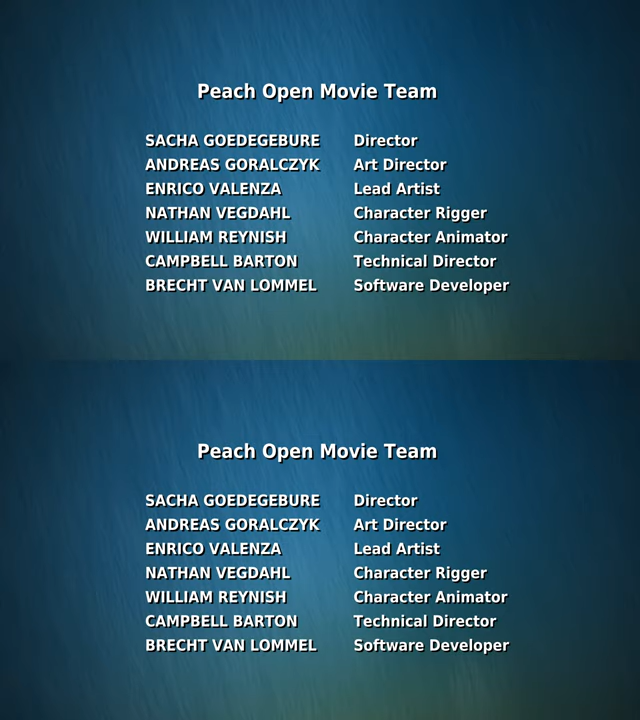 Peach Open Movie Team
SACHA GOEDEGEBURE Director
ANDREAS GORALCZYK Art Director
ENRICO VALENZA Lead Artist
NATHAN VEGDAHL Character Rigger
WILLIAM REYNISH Character Animator
CAMPBELL BARTON Technical Director
BRECHT VAN LOMMEL Software Developer
Peach Open Movie Team
SACHA GOEDEGEBURE Director
ANDREAS GORALCZYK Art Director
ENRICO VALENZA Lead Artist
NATHAN VEGDAHL Character Rigger
WILLIAM REYNISH Character Animator
CAMPBELL BARTON Technical Director
BRECHT VAN LOMMEL Software Developer